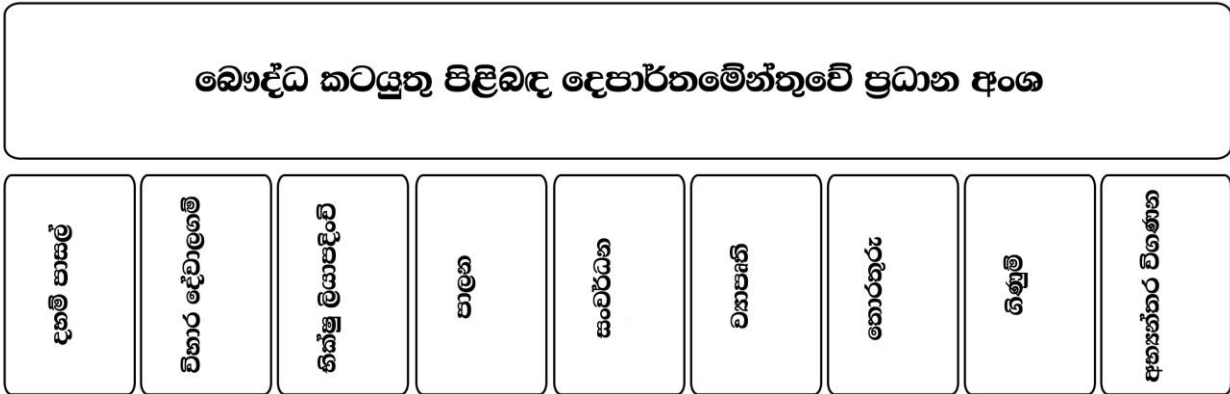 බෞද්ධ කටයුතු පිළිබඳ දෙපාර්තමේන්තුවේ ප්‍රධාන අංශ
දහම් පාසල්
විහාර දේවාලගම්
භික්ෂු ලියාපදිංචි
පාලන
සංවර්ධන
ව්‍යාපෘති
තොරතුරු
ගිණුම්
අභ්‍යන්තර විගණන